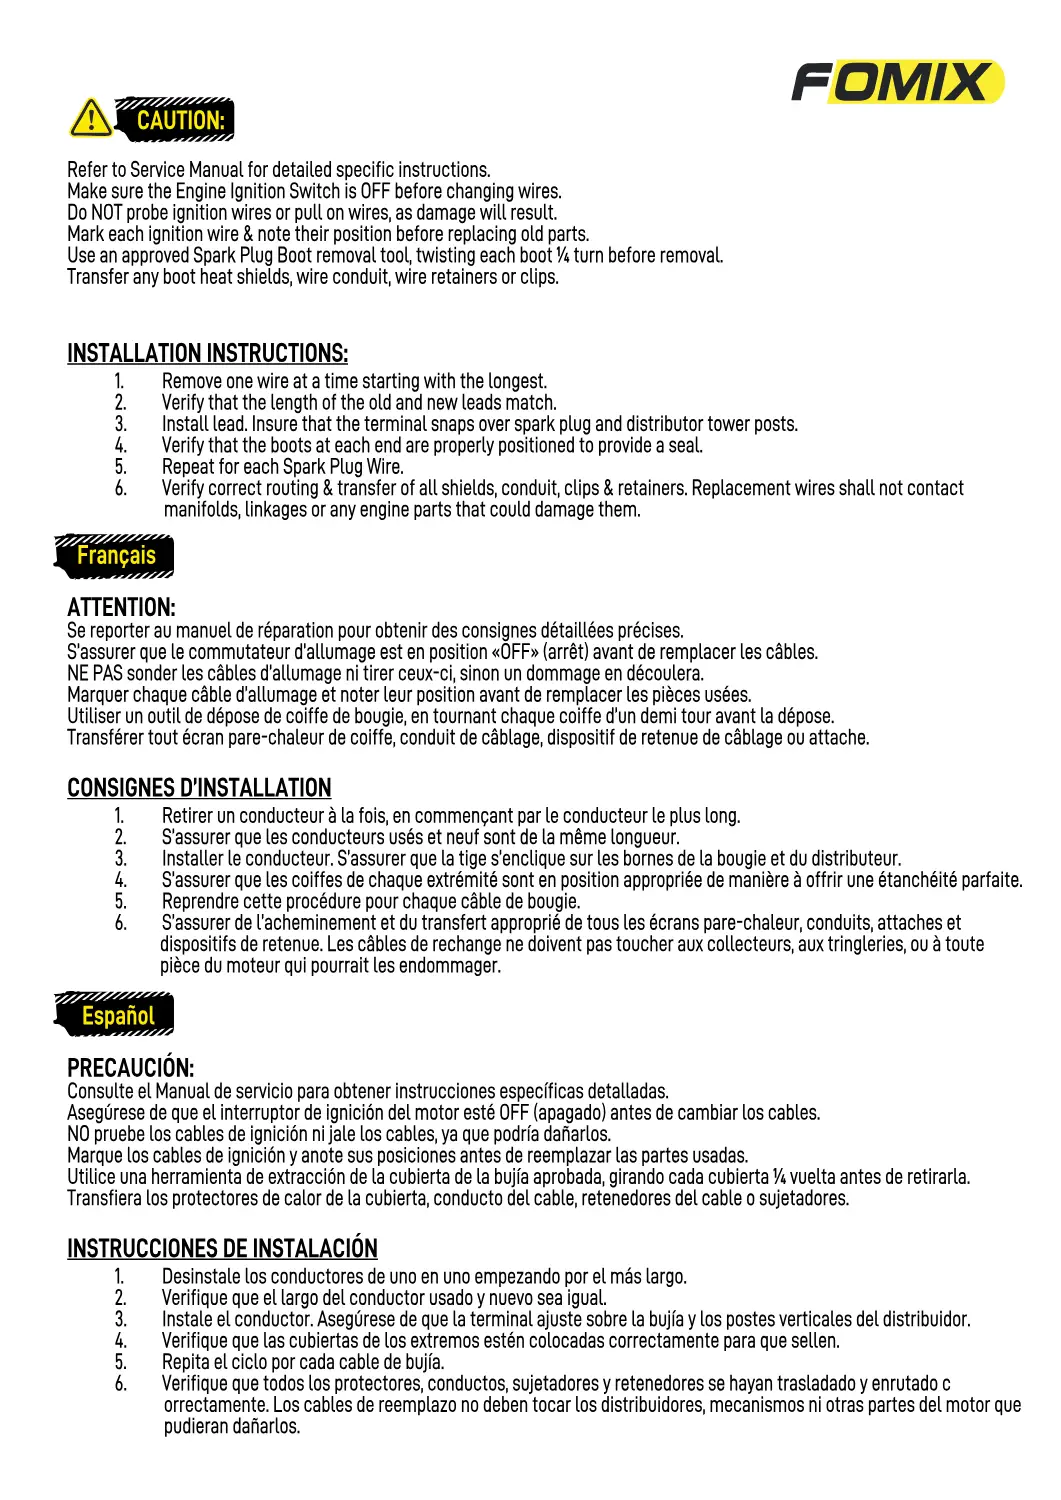 FOMIX
CAUTION:
Refer to Service Manual for detailed specific instructions.
Make sure the Engine Ignition Switch is OFF before changing wires.
Do NOT probe ignition wires or pull on wires, as damage will result.
Mark each ignition wire & note their position before replacing old parts.
Use an approved Spark Plug Boot removal tool, twisting each boot ¼ turn before removal.
Transfer any boot heat shields, wire conduit, wire retainers or clips.
INSTALLATION INSTRUCTIONS:
1. Remove one wire at a time starting with the longest.
2. Verify that the length of the old and new leads match.
3. Install lead. Insure that the terminal snaps over spark plug and distributor tower posts.
4. Verify that the boots at each end are properly positioned to provide a seal.
5. Repeat for each Spark Plug Wire.
6. Verify correct routing & transfer of all shields, conduit, clips & retainers. Replacement wires shall not contact
manifolds, linkages or any engine parts that could damage them.
Français
ATTENTION:
Se reporter au manuel de réparation pour obtenir des consignes détaillées précises.
S'assurer que le commutateur d'allumage est en position «OFF» (arrêt) avant de remplacer les câbles.
NE PAS sonder les câbles d'allumage ni tirer ceux-ci, sinon un dommage en découlera.
Marquer chaque câble d'allumage et noter leur position avant de remplacer les pièces usées.
Utiliser un outil de dépose de coiffe de bougie, en tournant chaque coiffe d'un demi tour avant la dépose.
Transférer tout écran pare-chaleur de coiffe, conduit de câblage, dispositif de retenue de câblage ou attache.
CONSIGNES D'INSTALLATION
1. Retirer un conducteur à la fois, en commençant par le conducteur le plus long.
2. S'assurer que les conducteurs usés et neuf sont de la même longueur.
3. Installer le conducteur. S'assurer que la tige s'enclique sur les bornes de la bougie et du distributeur.
4. S'assurer que les coiffes de chaque extrémité sont en position appropriée de manière à offrir une étanchéité parfaite.
5. Reprendre cette procédure pour chaque câble de bougie.
6. S'assurer de l'acheminement et du transfert approprié de tous les écrans pare-chaleur, conduits, attaches et
dispositifs de retenue. Les câbles de rechange ne doivent pas toucher aux collecteurs, aux tringleries, ou à toute
pièce du moteur qui pourrait les endommager.
Español
PRECAUCIÓN:
Consulte el Manual de servicio para obtener instrucciones específicas detalladas.
Asegúrese de que el interruptor de ignición del motor esté OFF (apagado) antes de cambiar los cables.
NO pruebe los cables de ignición ni jale los cables, ya que podría dañarlos.
Marque los cables de ignición y anote sus posiciones antes de reemplazar las partes usadas.
Utilice una herramienta de extracción de la cubierta de la bujía aprobada, girando cada cubierta ¼ vuelta antes de retirarla.
Transfiera los protectores de calor de la cubierta, conducto del cable, retenedores del cable o sujetadores.
INSTRUCCIONES DE INSTALACIÓN
1. Desinstale los conductores de uno en uno empezando por el más largo.
2. Verifique que el largo del conductor usado y nuevo sea igual.
3. Instale el conductor. Asegúrese de que la terminal ajuste sobre la bujía y los postes verticales del distribuidor.
4. Verifique que las cubiertas de los extremos estén colocadas correctamente para que sellen.
5. Repita el ciclo por cada cable de bujía.
6. Verifique que todos los protectores, conductos, sujetadores y retenedores se hayan trasladado y enrutado c
orrectamente. Los cables de reemplazo no deben tocar los distribuidores, mecanismos ni otras partes del motor que
pudieran dañarlos.